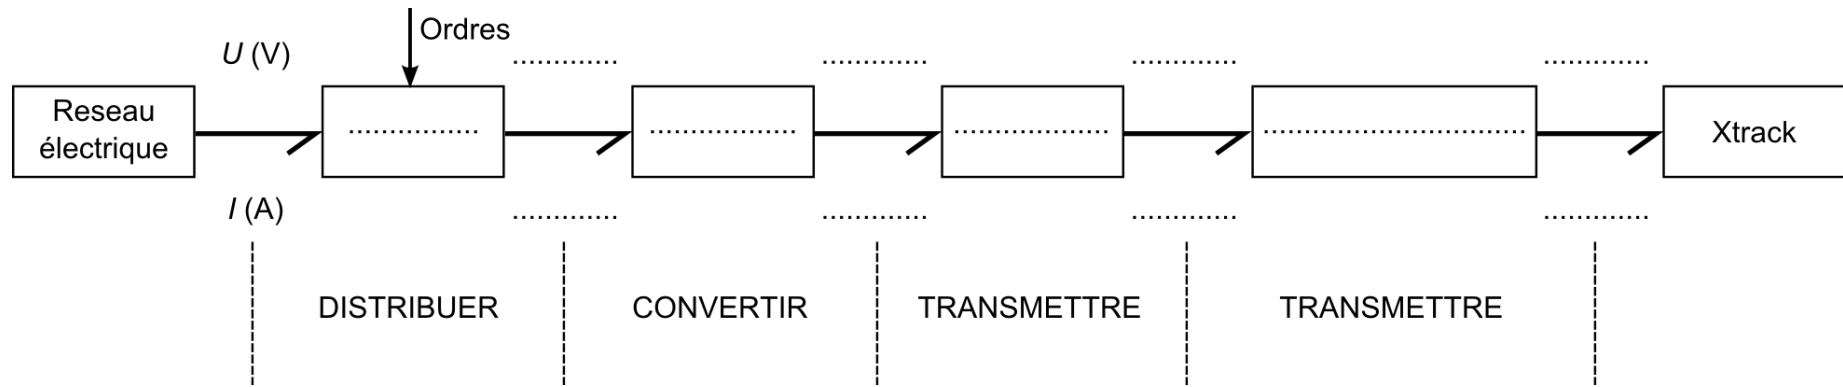 Ordres
U (V)
.............
.............
.............
.............
Reseau
électrique
................
..................
...................
................................
Xtrack
I (A)
.............
.............
.............
.............
DISTRIBUER
CONVERTIR
TRANSMETTRE
TRANSMETTRE